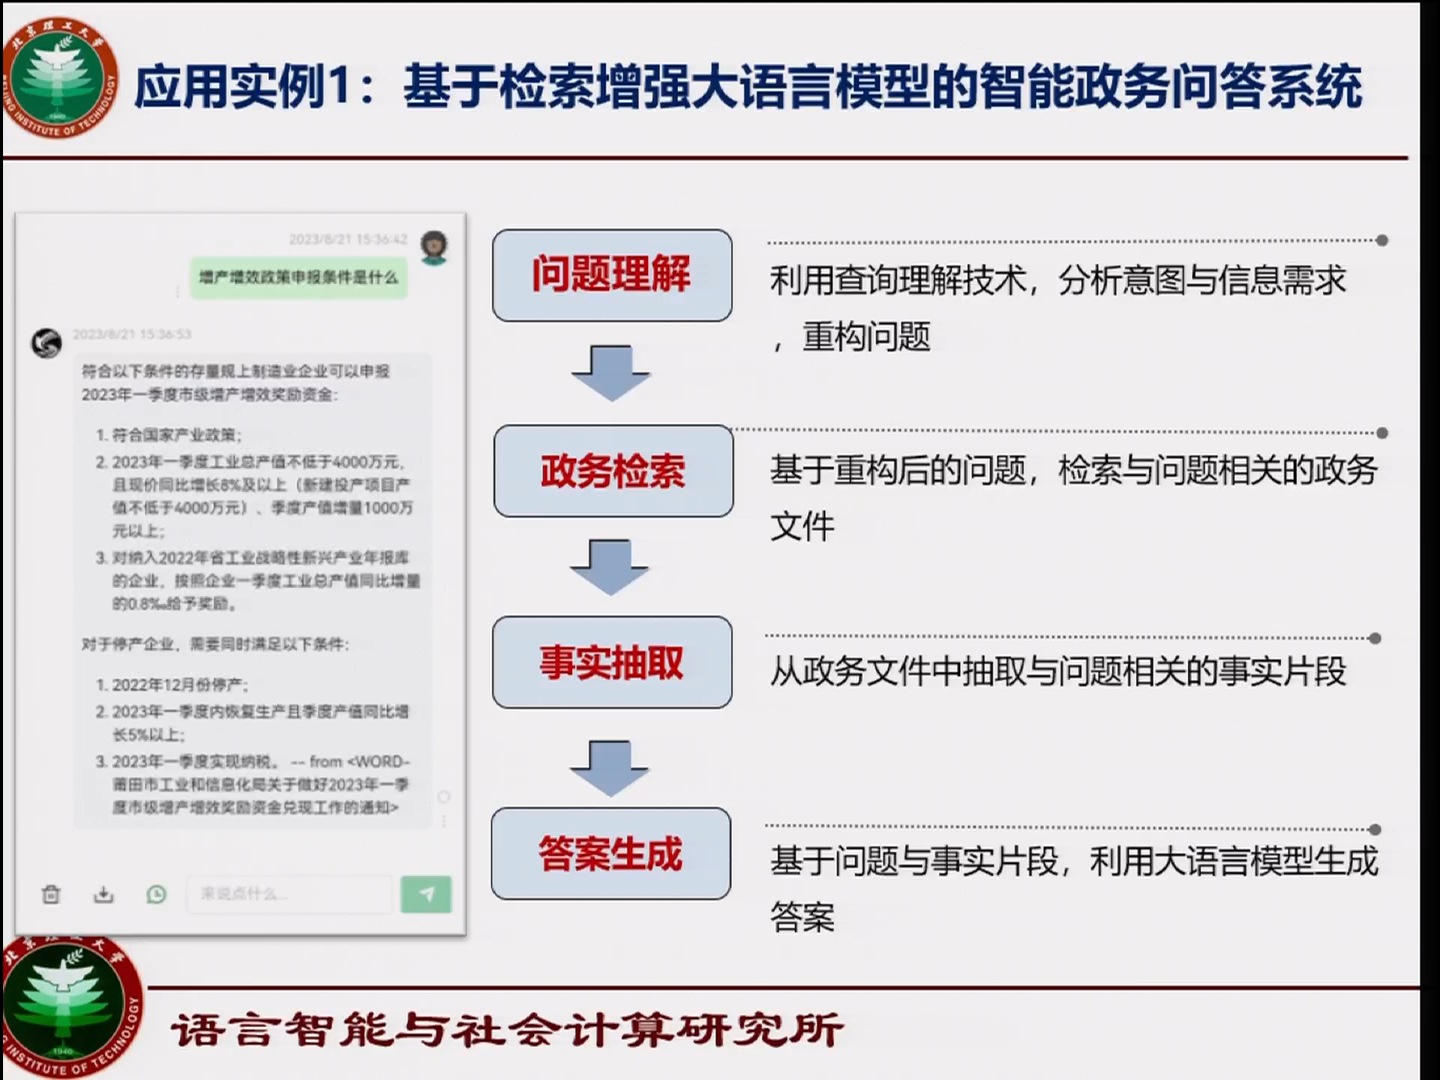 北京理工大学
BEIJING INSTITUTE OF TECHNOLOGY
1940
应用实例1：基于检索增强大语言模型的智能政务问答系统
2023/8/21 15:36:42
增产增效政策申报条件是什么
2023/8/21 15:36:53
符合以下条件的存量规上制造业企业可以申报
2023年一季度市级增产增效奖励资金：
1. 符合国家产业政策；
2. 2023年一季度工业总产值不低于4000万元，
且现价同比增长8%及以上（新建投产项目产
值不低于4000万元）、季度产值增量1000万
元以上；
3. 对纳入2022年省工业战略性新兴产业年报库
的企业，按照企业一季度工业总产值同比增量
的0.8‰给予奖励。
对于停产企业，需要同时满足以下条件：
1. 2022年12月份停产；
2. 2023年一季度内恢复生产且季度产值同比增
长5%以上；
3. 2023年一季度实现纳税。 -- from <WORD-
莆田市工业和信息化局关于做好2023年一季
度市级增产增效奖励资金兑现工作的通知>
来说点什么...
问题理解
利用查询理解技术，分析意图与信息需求
，重构问题
政务检索
基于重构后的问题，检索与问题相关的政务
文件
事实抽取
从政务文件中抽取与问题相关的事实片段
答案生成
基于问题与事实片段，利用大语言模型生成
答案
北京理工大学
INSTITUTE OF TECHNOLOGY
1940
语言智能与社会计算研究所